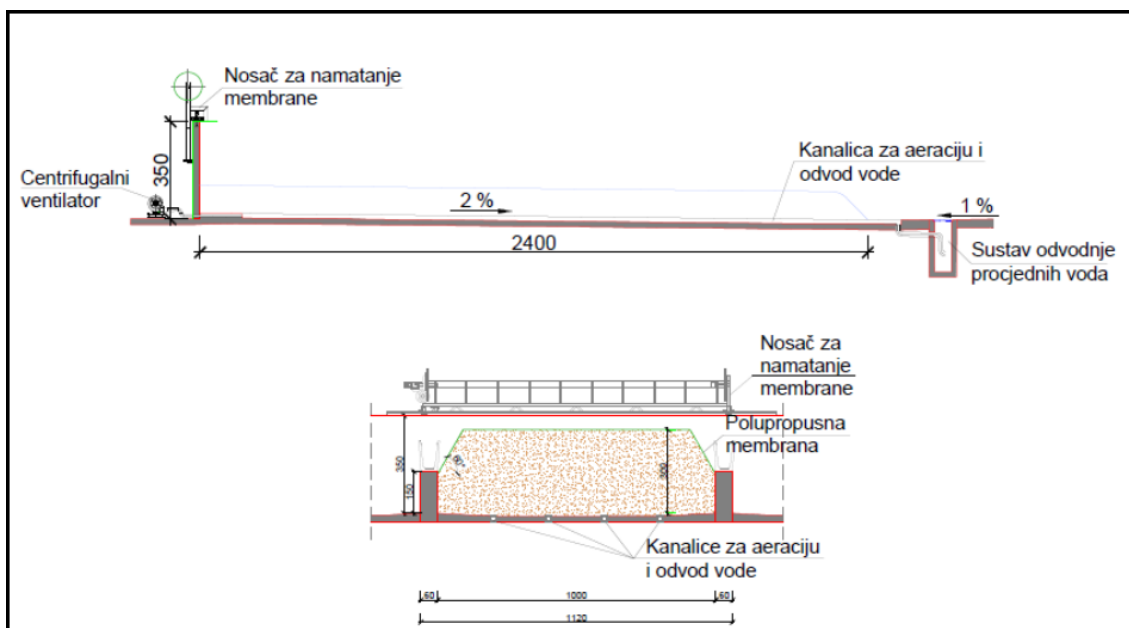 Nosač za namatanje
membrane
350
Centrifugalni
ventilator
Kanalica za aeraciju i
odvod vode
2 %
1 %
2400
Sustav odvodnje
procjednih voda
Nosač za
namatanje
membrane
Polupropusna
membrana
60°
350
150
300
Kanalice za aeraciju
i odvod vode
60
1000
60
1120